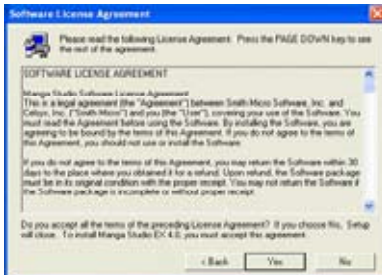 Software License Agreement
Please read the following License Agreement. Press the PAGE DOWN key to see
the rest of the agreement.
SOFTWARE LICENSE AGREEMENT
Manga Studio Software License Agreement
This is a legal agreement (the "Agreement") between Smith Micro Software, Inc. and
Celsys, Inc. ("Smith Micro") and you (the "User"), covering your use of the Software. You
must read the Agreement before using the Software. By installing the Software, you are
agreeing to be bound by the terms of this Agreement. If you do not agree to the terms of
this Agreement, you should not use or install the Software.
If you do not agree to the terms of this Agreement, you may return the Software within 30
days to the place where you obtained it for a refund. Upon refund, the Software package
must be in its original condition with the proper receipt. You may not return the Software if
the Software package is incomplete or without proper receipt.
Do you accept all the terms of the preceding License Agreement? If you choose No, Setup
will close. To install Manga Studio EX 4.0, you must accept this agreement.
< Back
Yes
No